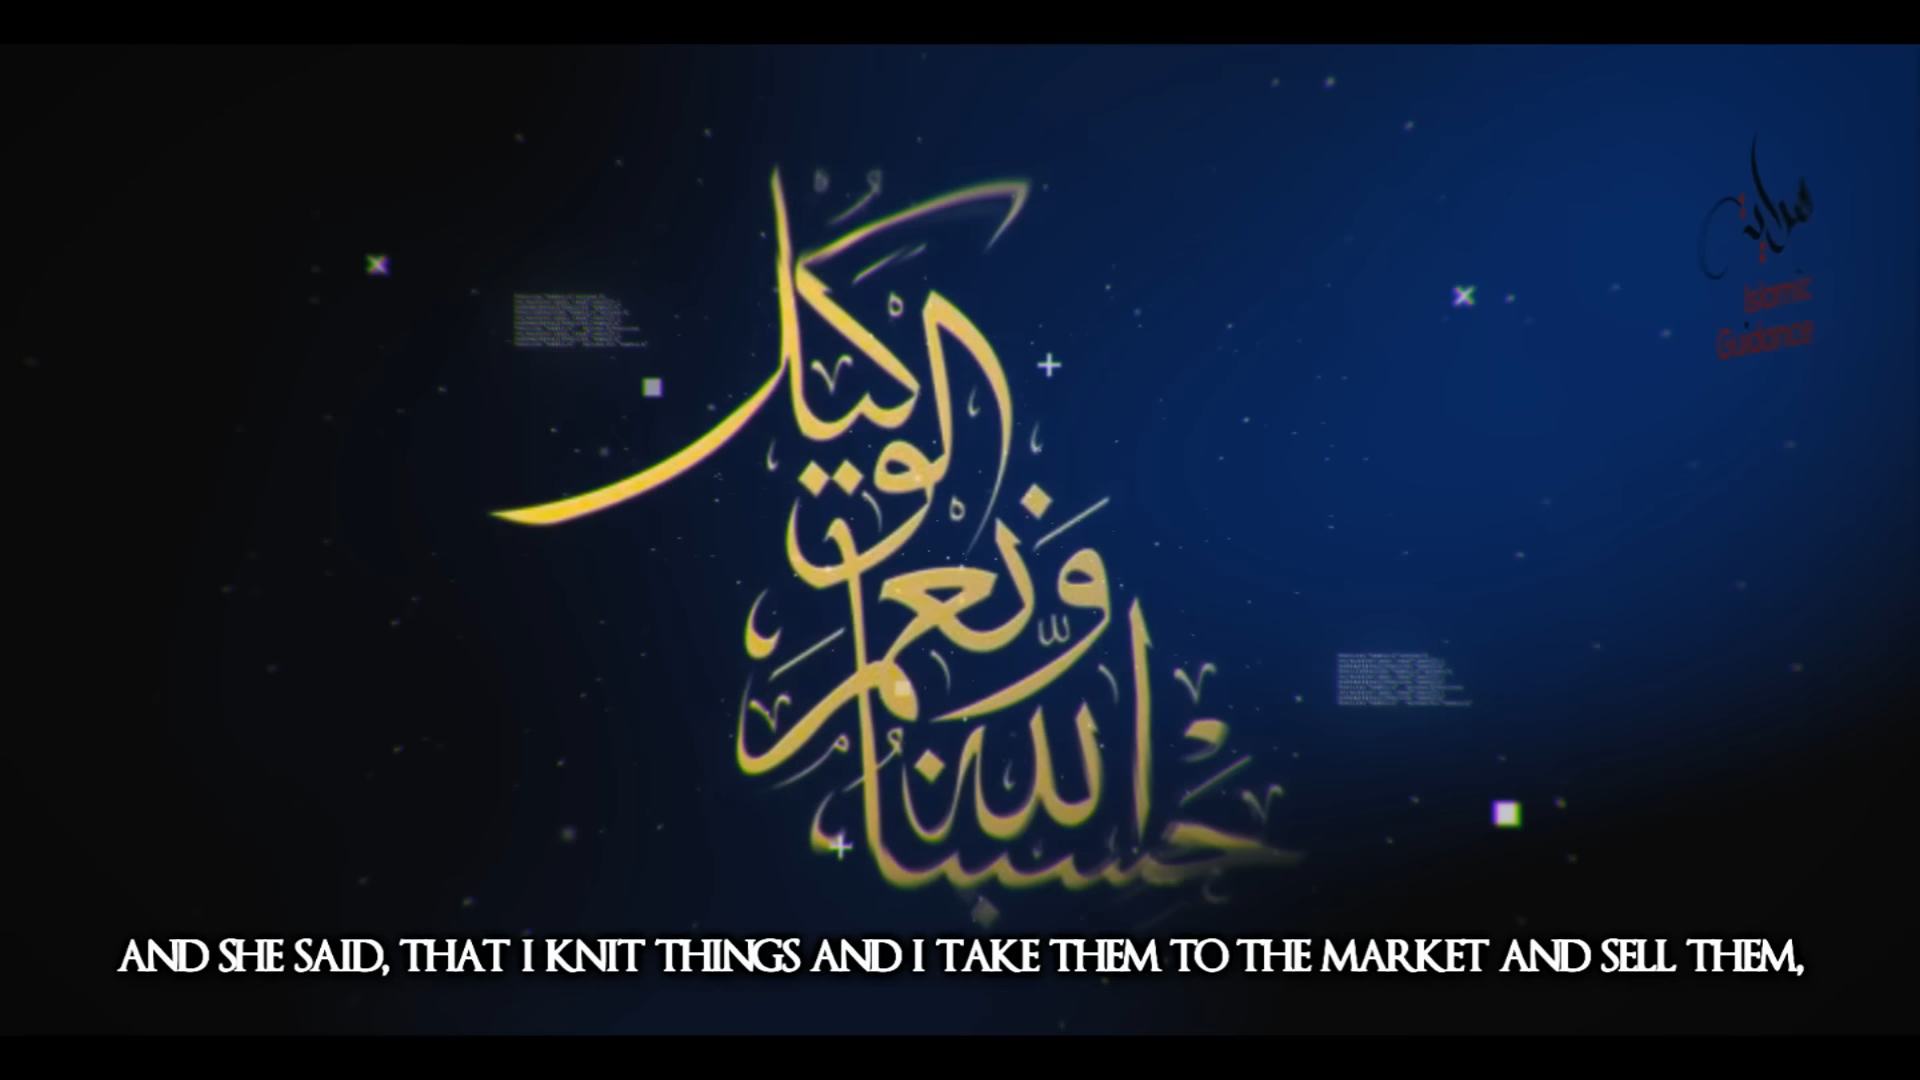 حسبنا الله
ونعم
الوكيل
هداية
Islamic
Guidance
AND SHE SAID, THAT I KNIT THINGS AND I TAKE THEM TO THE MARKET AND SELL THEM,